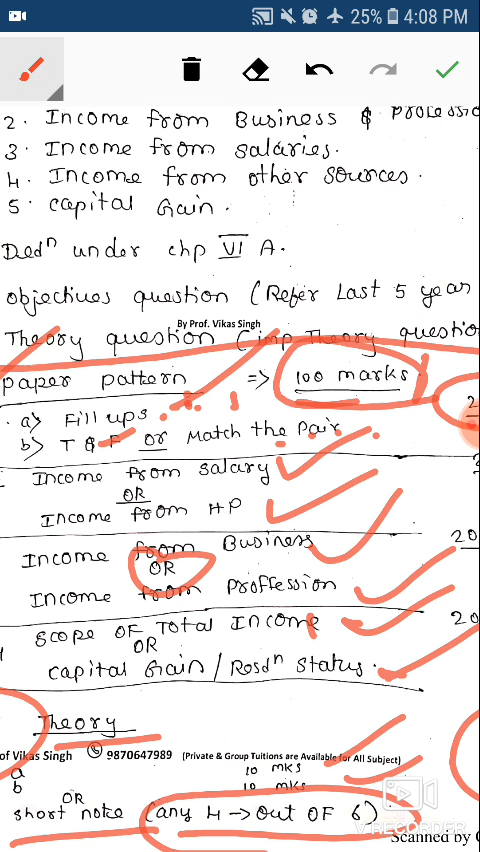 25% 4:08 PM
2. Income from Business &
3. Income from salaries.
4. Income from other sources.
5. capital Gain.
Dedⁿ under chp VI A.
objectives question (Refer Last 5 year
By Prof. Vikas Singh
Theory question (imp Theory
paper pattern => 100 marks
a) Fill ups.
b) T & F or Match the Pair.
Income from salary
OR
Income from HP
Income from Business 20
OR
Income from Proffession
scope OF Total Income 20
OR
capital Gain / Resdⁿ Status.
Theory
of Vikas Singh 9870647989 (Private & Group Tuitions are Available for All Subject)
a 10 mks
b 10 mks
OR
short note (any 4 → out OF 6)
V RECORDER
Scanned by